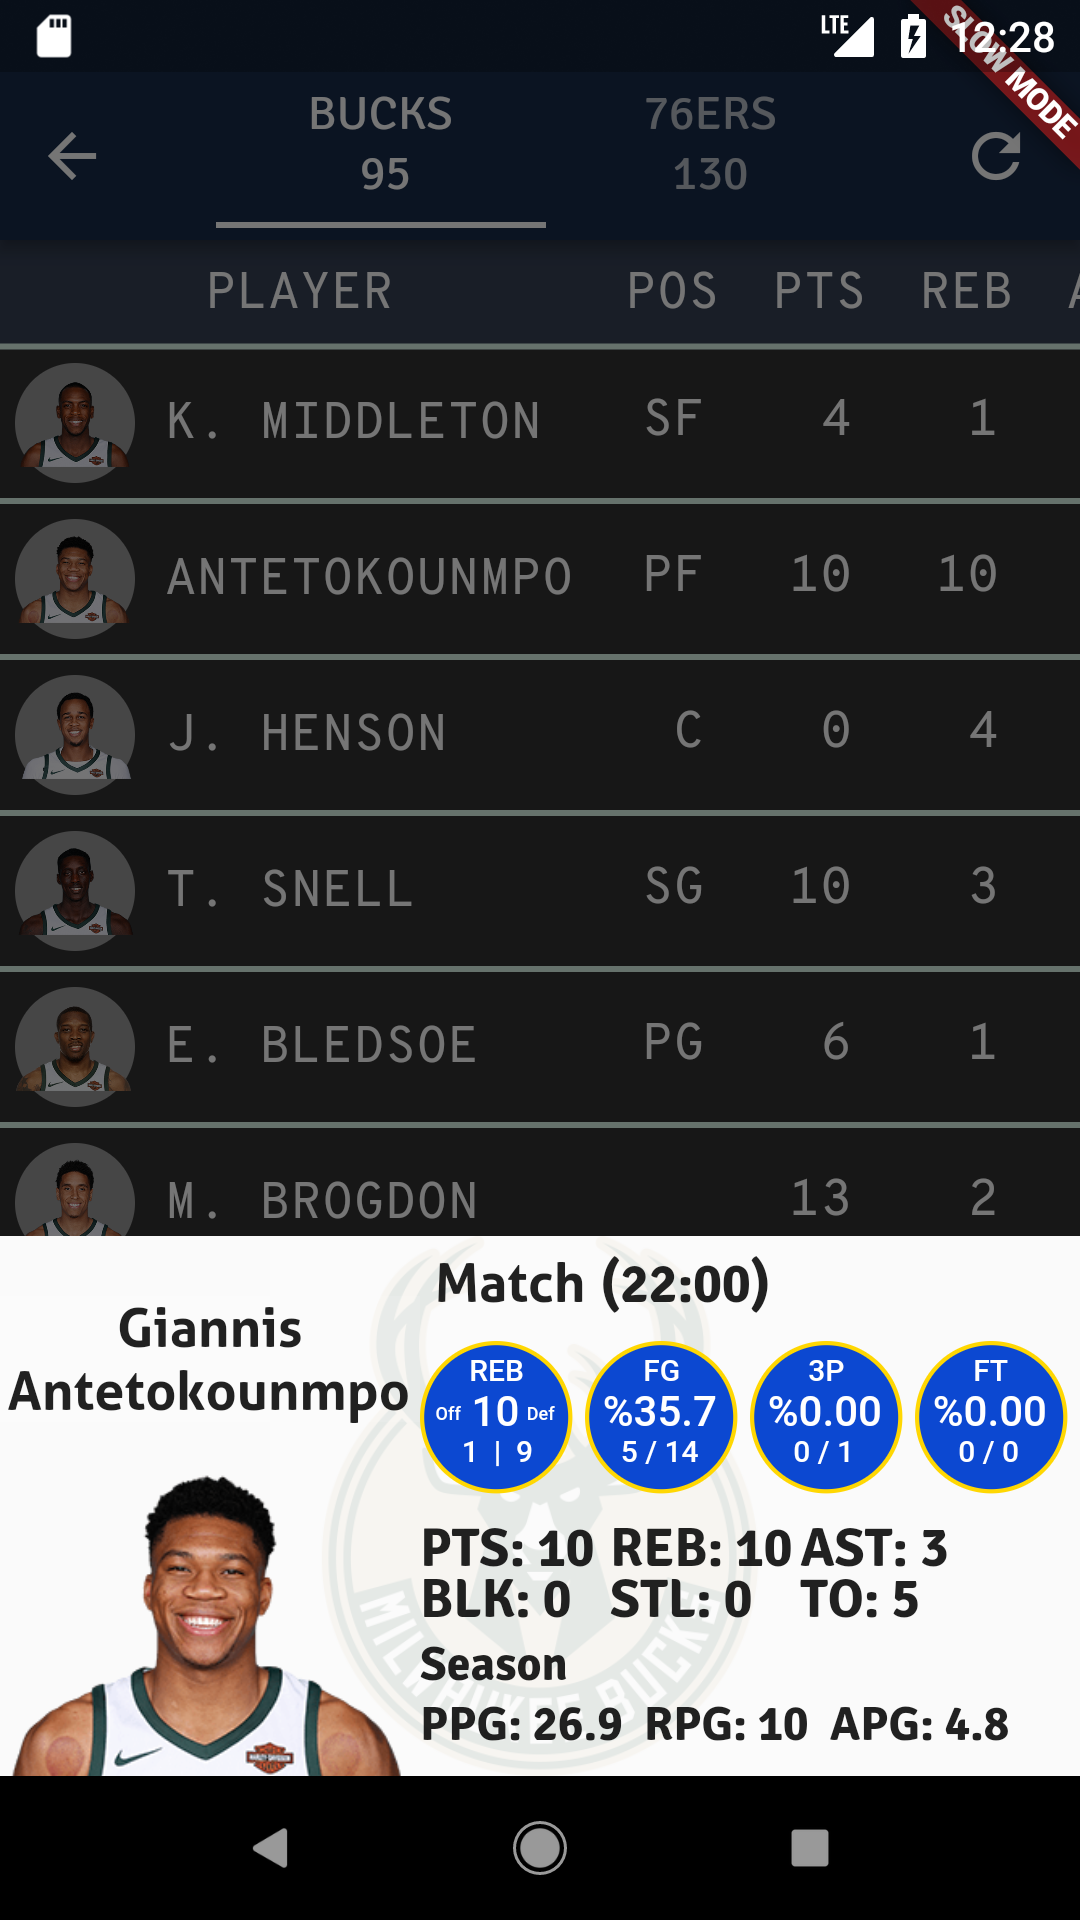 LTE 12:28
SLOW MODE
BUCKS 76ERS
95 130
PLAYER POS PTS REB A
K. MIDDLETON SF 4 1
ANTETOKOUNMPO PF 10 10
J. HENSON C 0 4
T. SNELL SG 10 3
E. BLEDSOE PG 6 1
M. BROGDON 13 2
Match (22:00)
Giannis
Antetokounmpo
REB FG 3P FT
Off 10 Def %35.7 %0.00 %0.00
1 | 9 5 / 14 0 / 1 0 / 0
PTS: 10 REB: 10 AST: 3
BLK: 0 STL: 0 TO: 5
MILWAUKEE BUCKS
Season
PPG: 26.9 RPG: 10 APG: 4.8
HARLEY-DAVIDSON